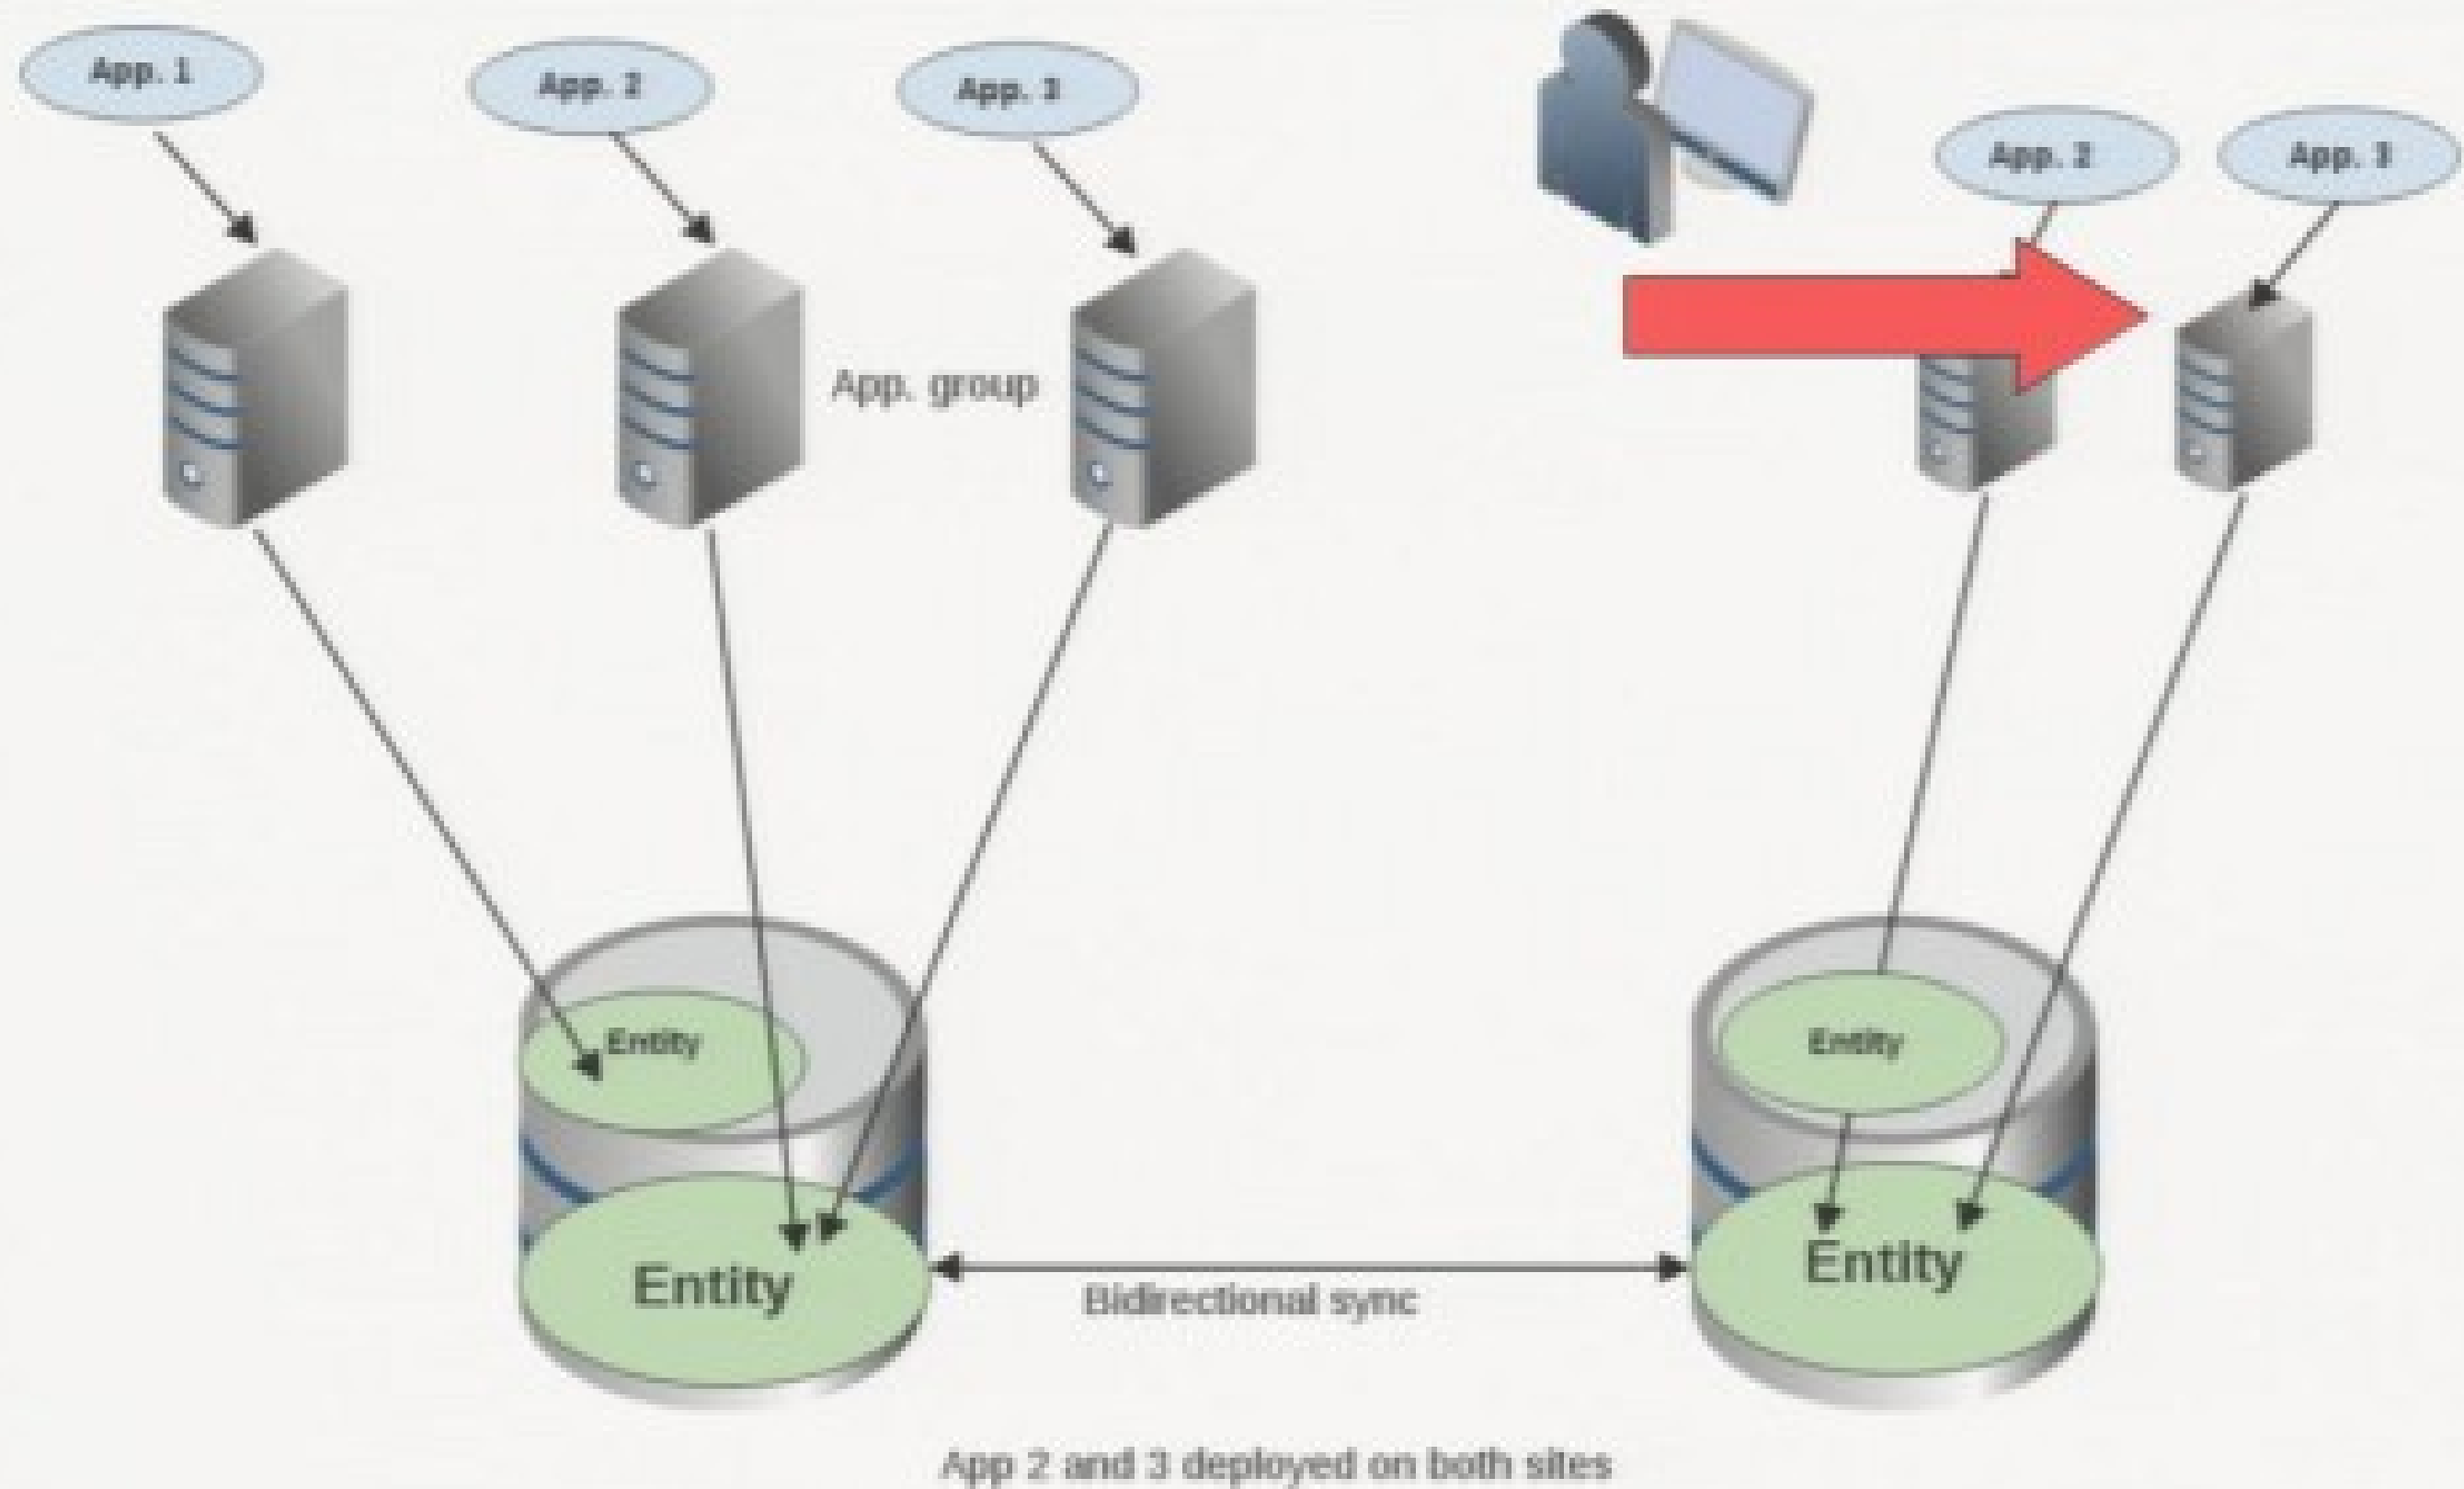 App. 1
App. 2
App. 3
App. 2
App. 3
App. group
Entity
Entity
Entity
Entity
Bidirectional sync
App 2 and 3 deployed on both sites